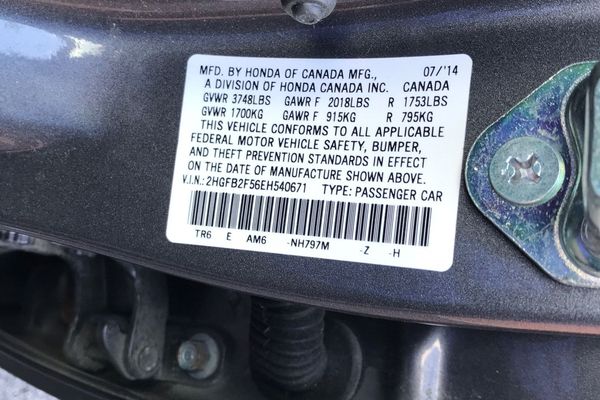 MFD. BY HONDA OF CANADA MFG., 07/'14
A DIVISION OF HONDA CANADA INC. CANADA
GVWR 3748LBS GAWR F 2018LBS R 1753LBS
GVWR 1700KG GAWR F 915KG R 795KG
THIS VEHICLE CONFORMS TO ALL APPLICABLE
FEDERAL MOTOR VEHICLE SAFETY, BUMPER,
AND THEFT PREVENTION STANDARDS IN EFFECT
ON THE DATE OF MANUFACTURE SHOWN ABOVE.
V.I.N.: 2HGFB2F56EH540671 TYPE: PASSENGER CAR
TR6 E AM6 -NH797M -Z -H